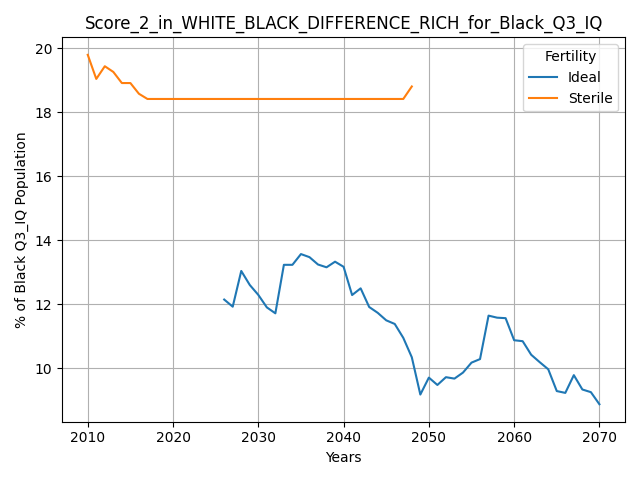 Score_2_in_WHITE_BLACK_DIFFERENCE_RICH_for_Black_Q3_IQ
Fertility
Ideal
Sterile
% of Black Q3_IQ Population
20
18
16
14
12
10
2010 2020 2030 2040 2050 2060 2070
Years